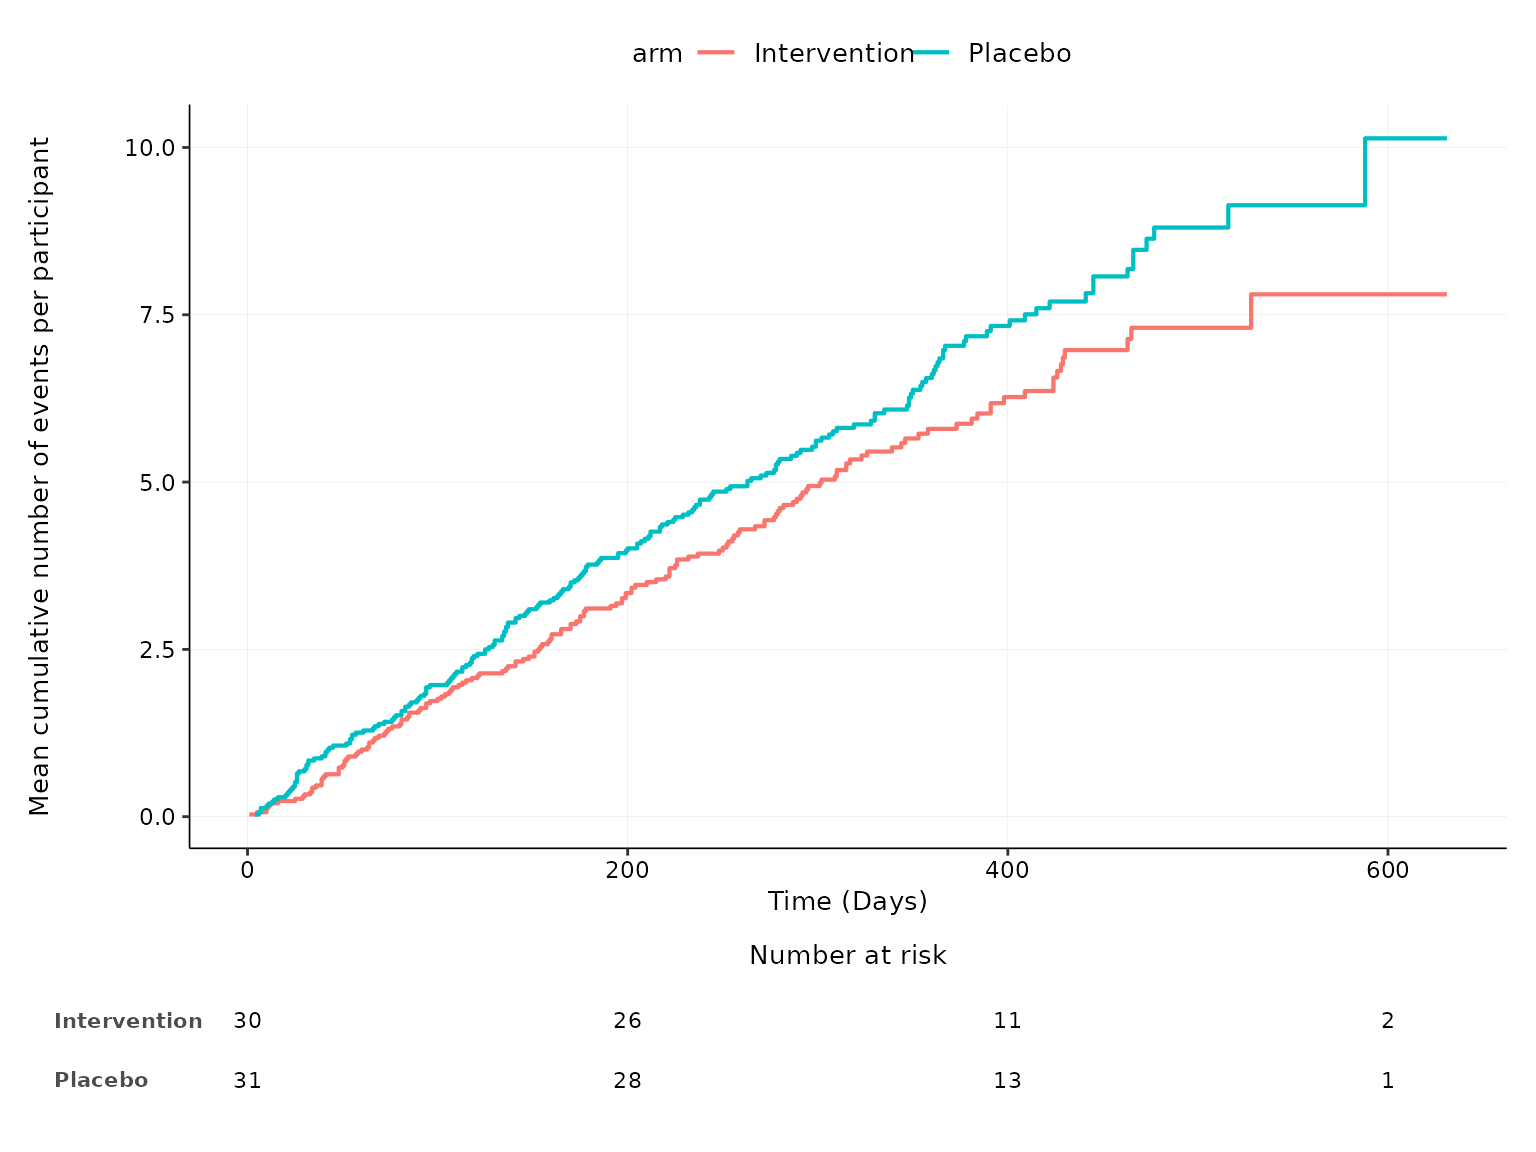 arm Intervention Placebo
Mean cumulative number of events per participant
10.0
7.5
5.0
2.5
0.0
0 200 400 600
Time (Days)
Number at risk
Intervention 30 26 11 2
Placebo 31 28 13 1